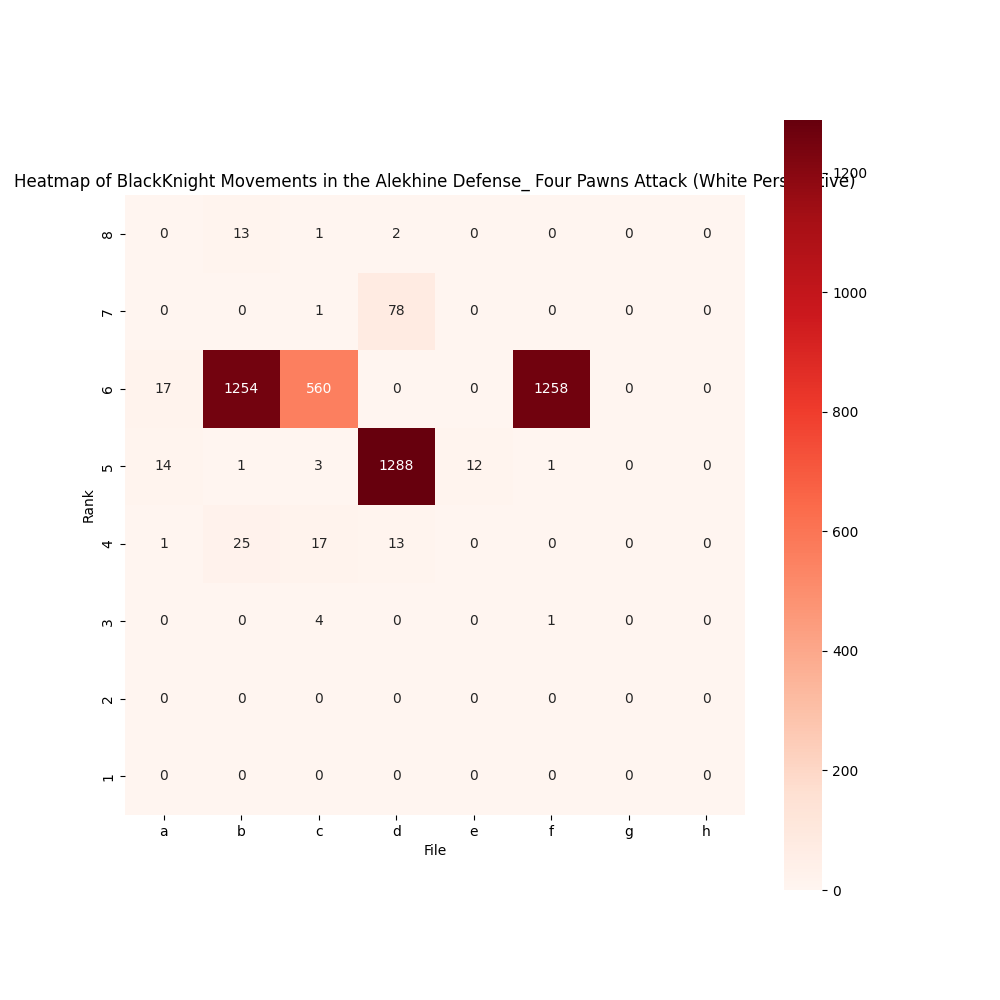 Heatmap of BlackKnight Movements in the Alekhine Defense_ Four Pawns Attack (White Pers tive)
1200
8 0 13 1 2 0 0 0 0
1000
7 0 0 1 78 0 0 0 0
6 17 1254 560 0 0 1258 0 0
800
5 14 1 3 1288 12 1 0 0
Rank
600
4 1 25 17 13 0 0 0 0
3 0 0 4 0 0 1 0 0
400
2 0 0 0 0 0 0 0 0
200
1 0 0 0 0 0 0 0 0
a b c d e f g h
File
0